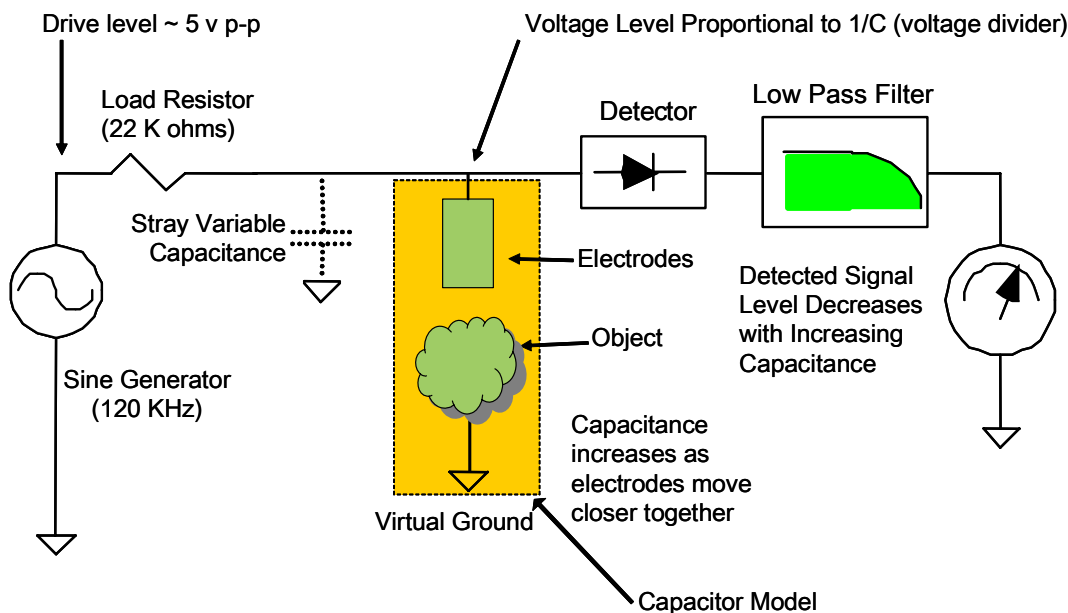 Drive level ~ 5 v p-p
Voltage Level Proportional to 1/C (voltage divider)
Load Resistor
(22 K ohms)
Detector
Low Pass Filter
Stray Variable
Capacitance
Electrodes
Detected Signal
Level Decreases
with Increasing
Capacitance
Object
Sine Generator
(120 KHz)
Capacitance
increases as
electrodes move
closer together
Virtual Ground
Capacitor Model